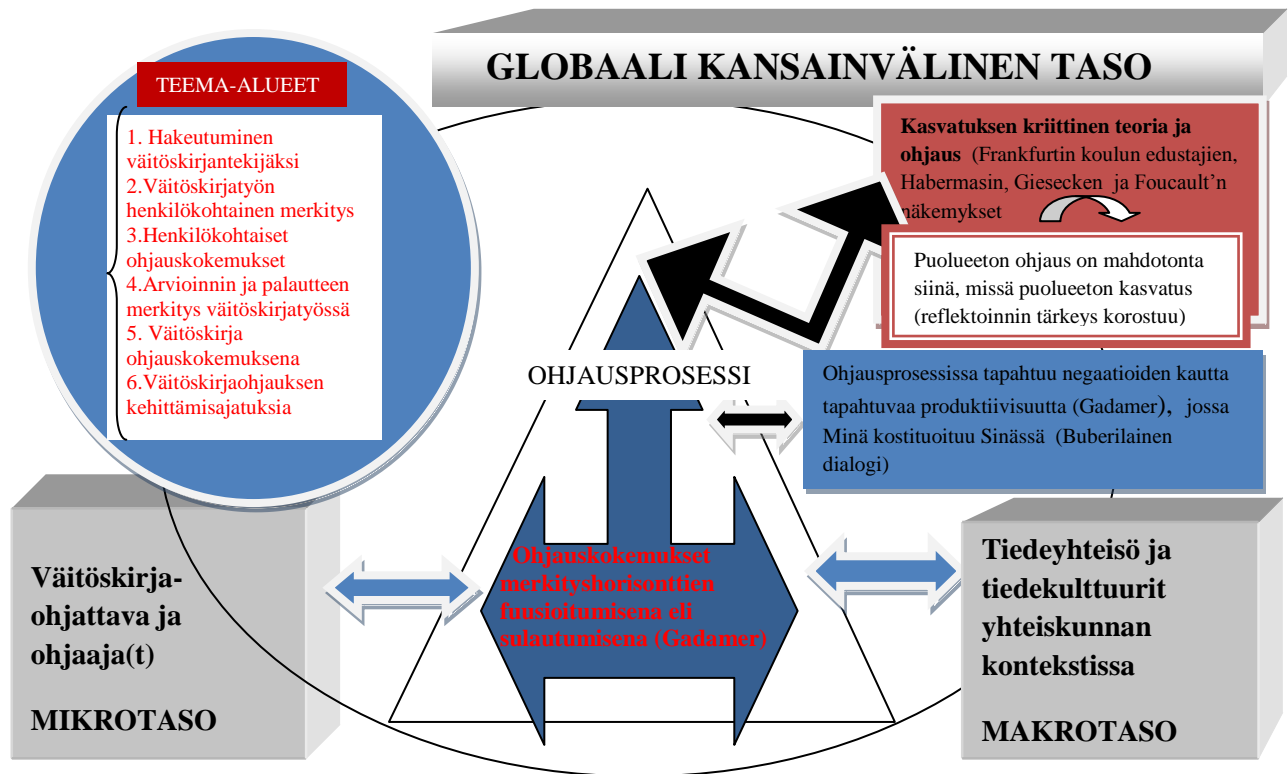 GLOBAALI KANSAINVÄLINEN TASO
TEEMA-ALUEET
1. Hakeutuminen
väitöskirjantekijäksi
2.Väitöskirjatyön
henkilökohtainen merkitys
3.Henkilökohtaiset
ohjauskokemukset
4.Arvioinnin ja palautteen
merkitys väitöskirjatyössä
5. Väitöskirja
ohjauskokemuksena
6.Väitöskirjaohjauksen
kehittämisajatuksia
Kasvatuksen kriittinen teoria ja
ohjaus (Frankfurtin koulun edustajien,
Habermasin, Giesecken ja Foucault'n
näkemykset
Puolueeton ohjaus on mahdotonta
siinä, missä puolueeton kasvatus
(reflektoinnin tärkeys korostuu)
OHJAUSPROSESSI
Ohjausprosessissa tapahtuu negaatioiden kautta
tapahtuvaa produktiivisuutta (Gadamer), jossa
Minä kostituoituu Sinässä (Buberilainen
dialogi)
Ohjauskokemukset
merkityshorisonttien
fuusioitumisena eli
sulautumisena (Gadamer)
Väitöskirja-
ohjattava ja
ohjaaja(t)
MIKROTASO
Tiedeyhteisö ja
tiedekulttuurit
yhteiskunnan
kontekstissa
MAKROTASO